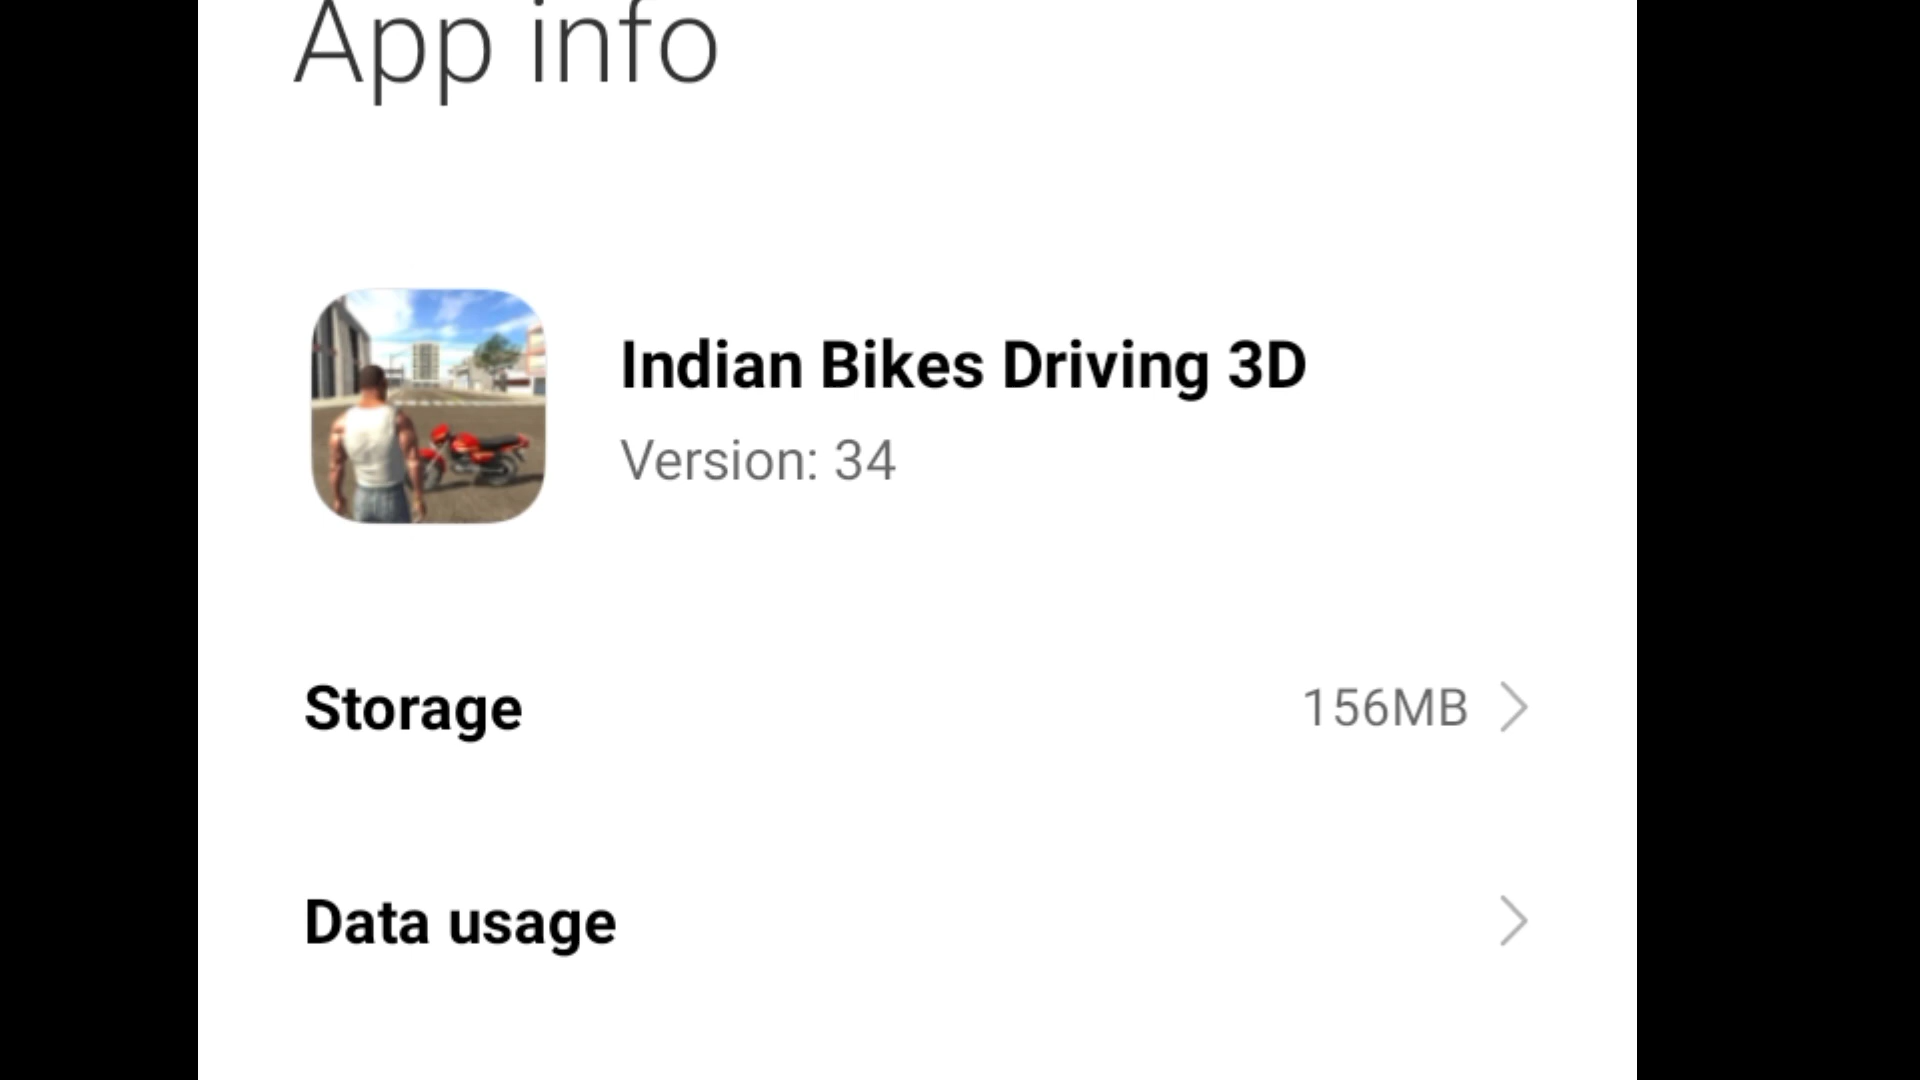 App info
Indian Bikes Driving 3D
Version: 34
Storage
156MB
Data usage